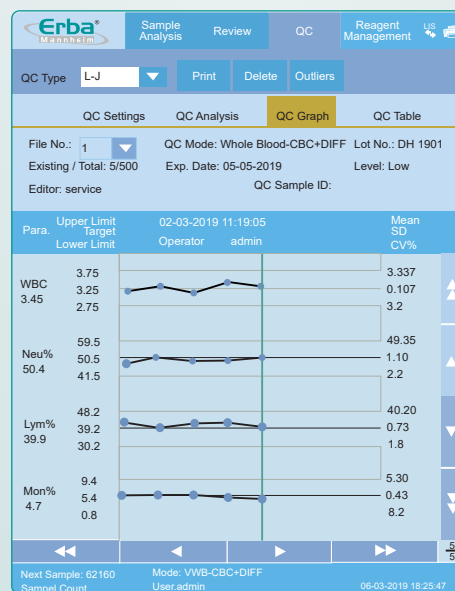 Erba®
Mannheim
Sample Analysis
Review
QC
Reagent Management
LIS
QC Type
L-J
Print
Delete
Outliers
QC Settings
QC Analysis
QC Graph
QC Table
File No.: 1
QC Mode: Whole Blood-CBC+DIFF
Lot No.: DH 1901
Existing / Total: 5/500
Exp. Date: 05-05-2019
Level: Low
Editor: service
QC Sample ID:
Para.
Upper Limit
Target
Lower Limit
02-03-2019 11:19:05
Operator admin
Mean
SD
CV%
WBC
3.45
3.75
3.25
2.75
3.337
0.107
3.2
Neu%
50.4
59.5
50.5
41.5
49.35
1.10
2.2
Lym%
39.9
48.2
39.2
30.2
40.20
0.73
1.8
Mon%
4.7
9.4
5.4
0.8
5.30
0.43
8.2
5
5
Next Sample: 62160
Mode: VWB-CBC+DIFF
Sampel Count
User.admin
06-03-2019 18:25:47